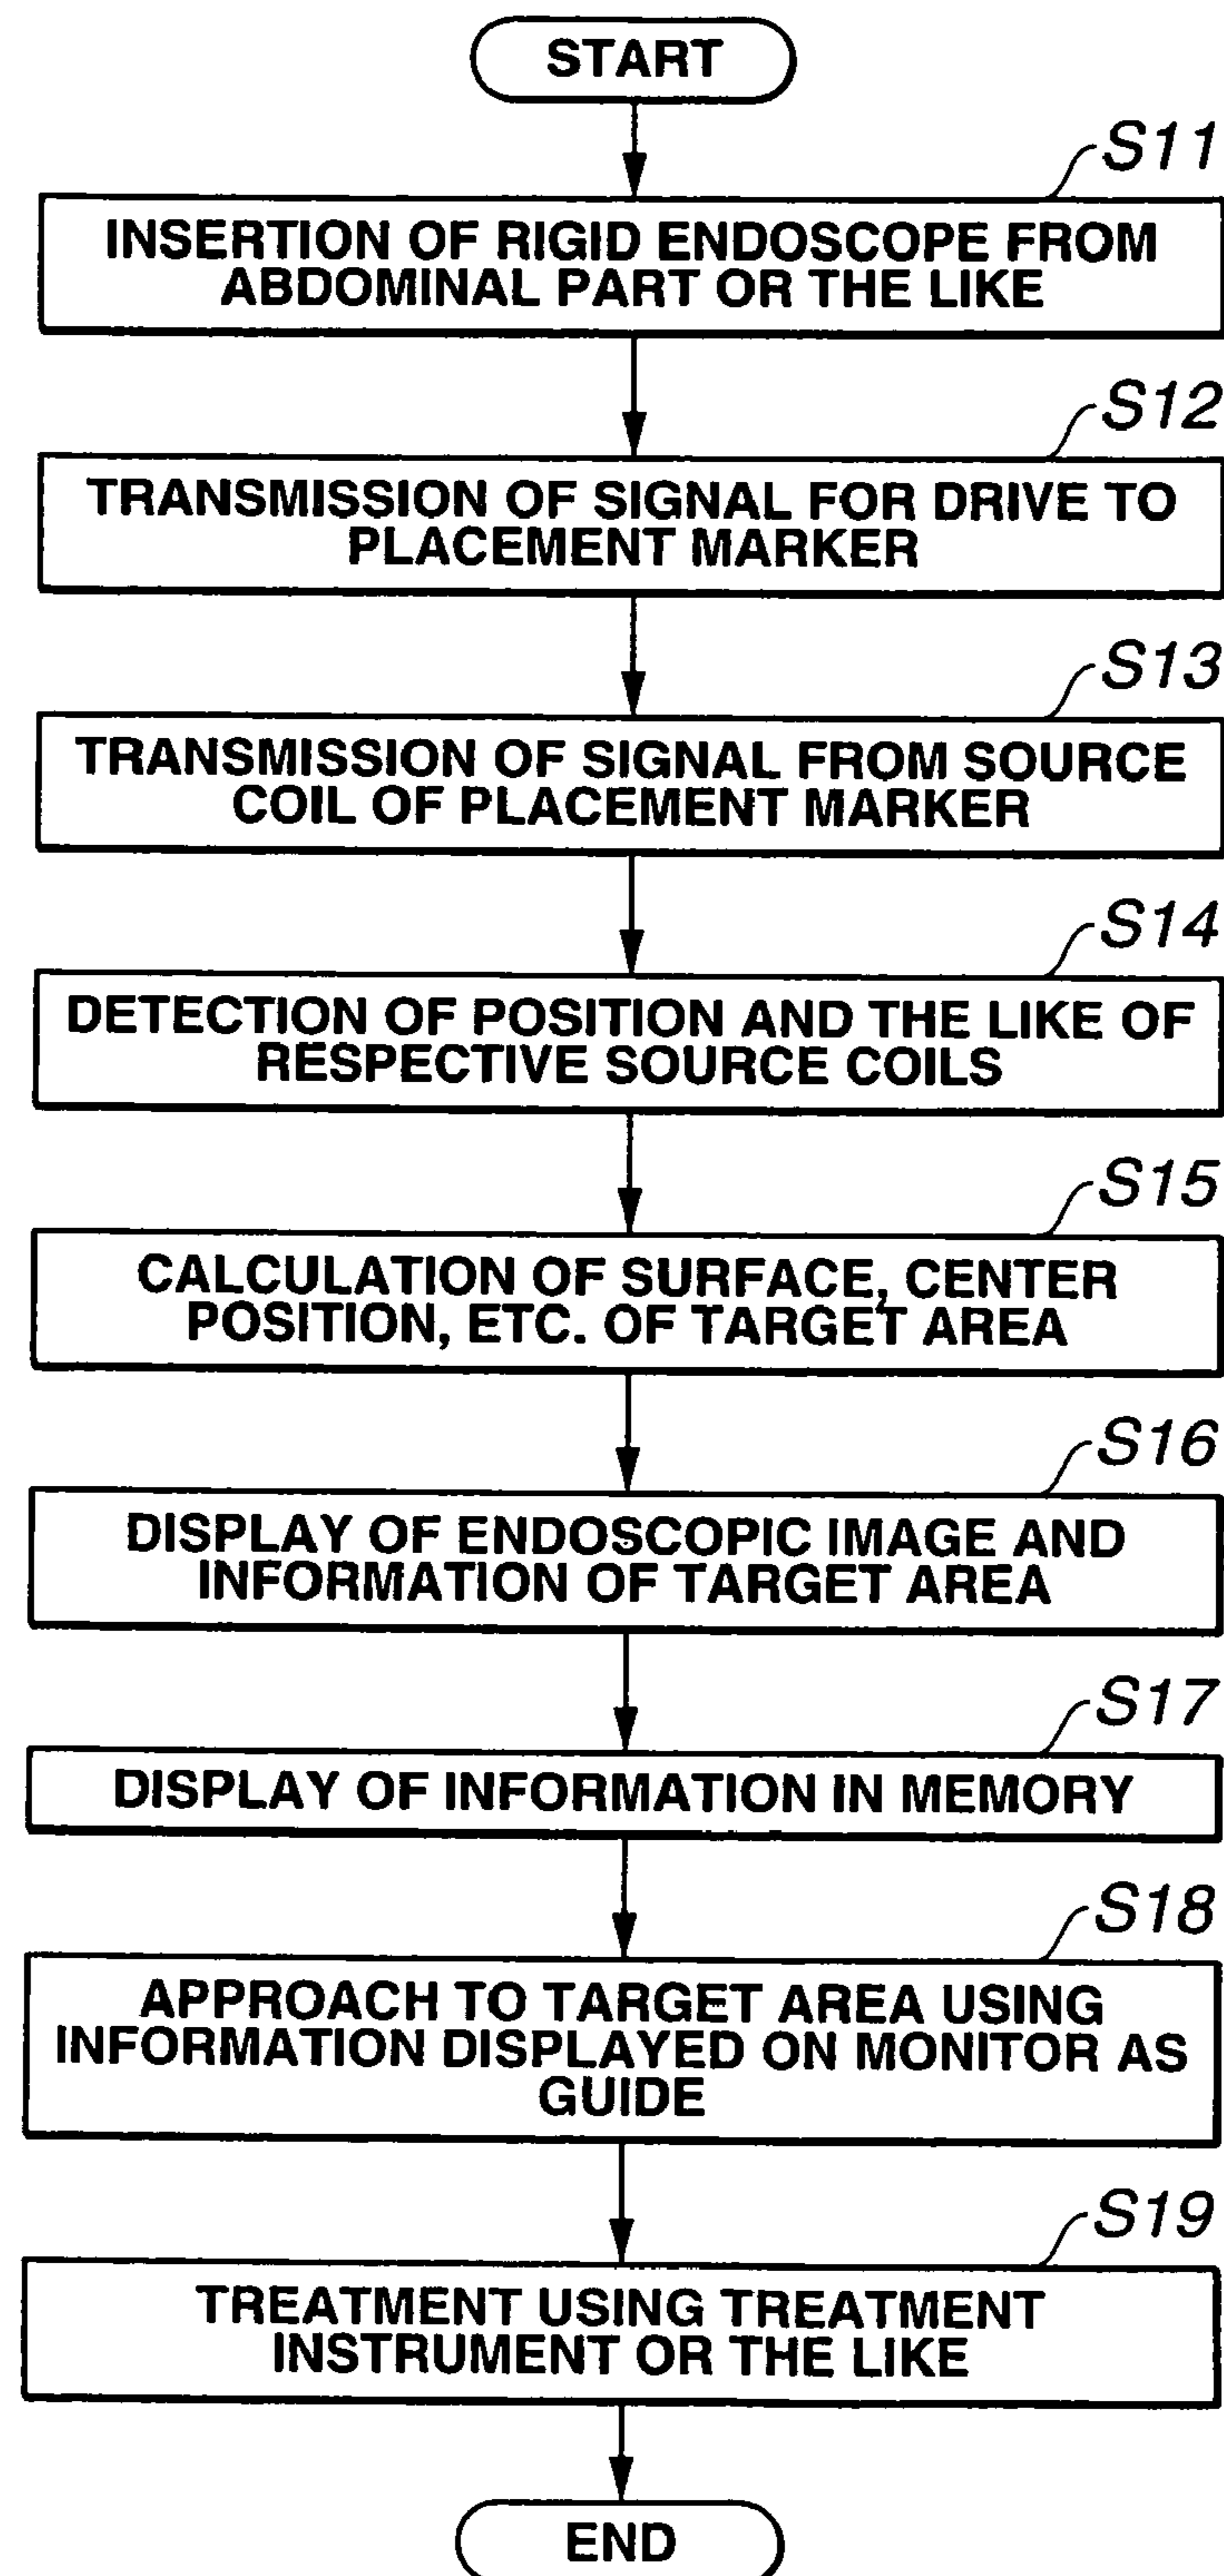 START
S11
INSERTION OF RIGID ENDOSCOPE FROM
ABDOMINAL PART OR THE LIKE
S12
TRANSMISSION OF SIGNAL FOR DRIVE TO
PLACEMENT MARKER
S13
TRANSMISSION OF SIGNAL FROM SOURCE
COIL OF PLACEMENT MARKER
S14
DETECTION OF POSITION AND THE LIKE OF
RESPECTIVE SOURCE COILS
S15
CALCULATION OF SURFACE, CENTER
POSITION, ETC. OF TARGET AREA
S16
DISPLAY OF ENDOSCOPIC IMAGE AND
INFORMATION OF TARGET AREA
S17
DISPLAY OF INFORMATION IN MEMORY
S18
APPROACH TO TARGET AREA USING
INFORMATION DISPLAYED ON MONITOR AS
GUIDE
S19
TREATMENT USING TREATMENT
INSTRUMENT OR THE LIKE
END